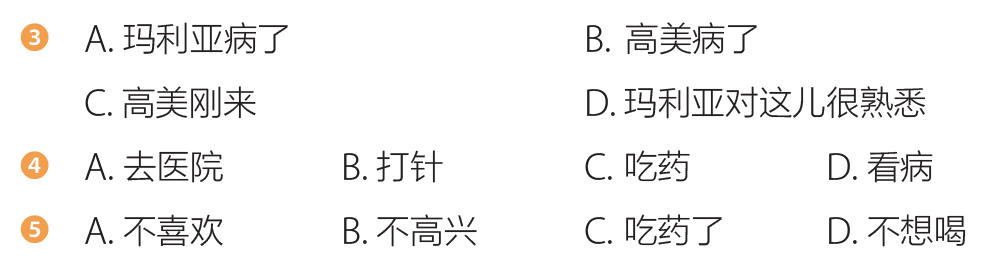 3 A. 玛利亚病了 B. 高美病了
C. 高美刚来 D. 玛利亚对这儿很熟悉
4 A. 去医院 B. 打针 C. 吃药 D. 看病
5 A. 不喜欢 B. 不高兴 C. 吃药了 D. 不想喝